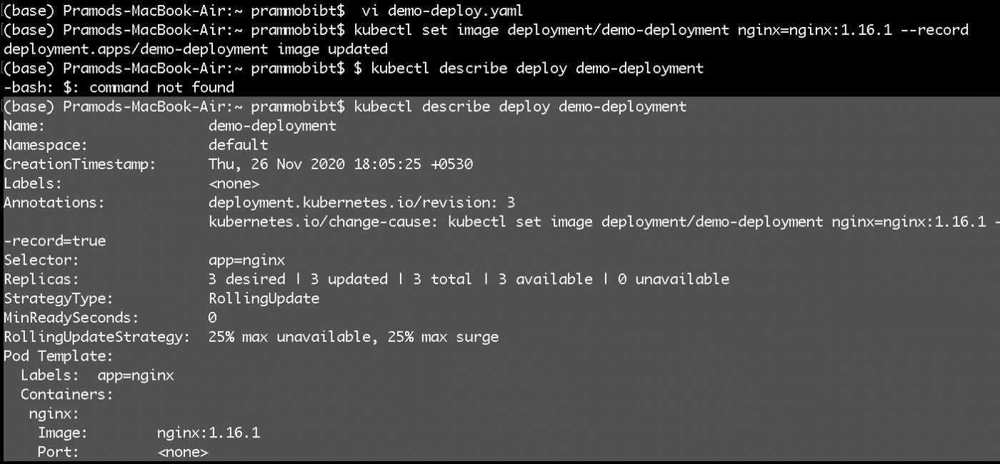 (base) Pramods-MacBook-Air:~ prammobibt$  vi demo-deploy.yaml
(base) Pramods-MacBook-Air:~ prammobibt$ kubectl set image deployment/demo-deployment nginx=nginx:1.16.1 --record
deployment.apps/demo-deployment image updated
(base) Pramods-MacBook-Air:~ prammobibt$ $ kubectl describe deploy demo-deployment
-bash: $: command not found
(base) Pramods-MacBook-Air:~ prammobibt$ kubectl describe deploy demo-deployment
Name:                   demo-deployment
Namespace:              default
CreationTimestamp:      Thu, 26 Nov 2020 18:05:25 +0530
Labels:                 <none>
Annotations:            deployment.kubernetes.io/revision: 3
                        kubernetes.io/change-cause: kubectl set image deployment/demo-deployment nginx=nginx:1.16.1 -
-record=true
Selector:               app=nginx
Replicas:               3 desired | 3 updated | 3 total | 3 available | 0 unavailable
StrategyType:           RollingUpdate
MinReadySeconds:        0
RollingUpdateStrategy:  25% max unavailable, 25% max surge
Pod Template:
  Labels:  app=nginx
  Containers:
   nginx:
    Image:        nginx:1.16.1
    Port:         <none>